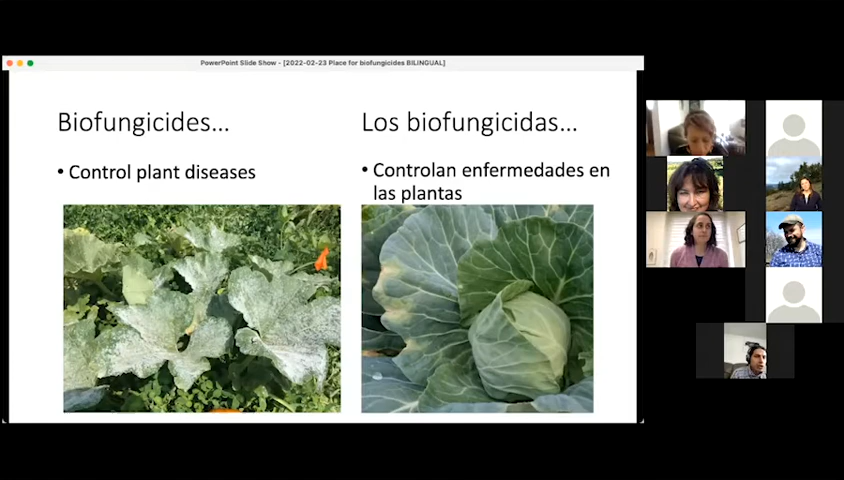 PowerPoint Slide Show - [2022-02-23 Place for biofungicides BILINGUAL]
Biofungicides...
• Control plant diseases
Los biofungicidas...
• Controlan enfermedades en
las plantas